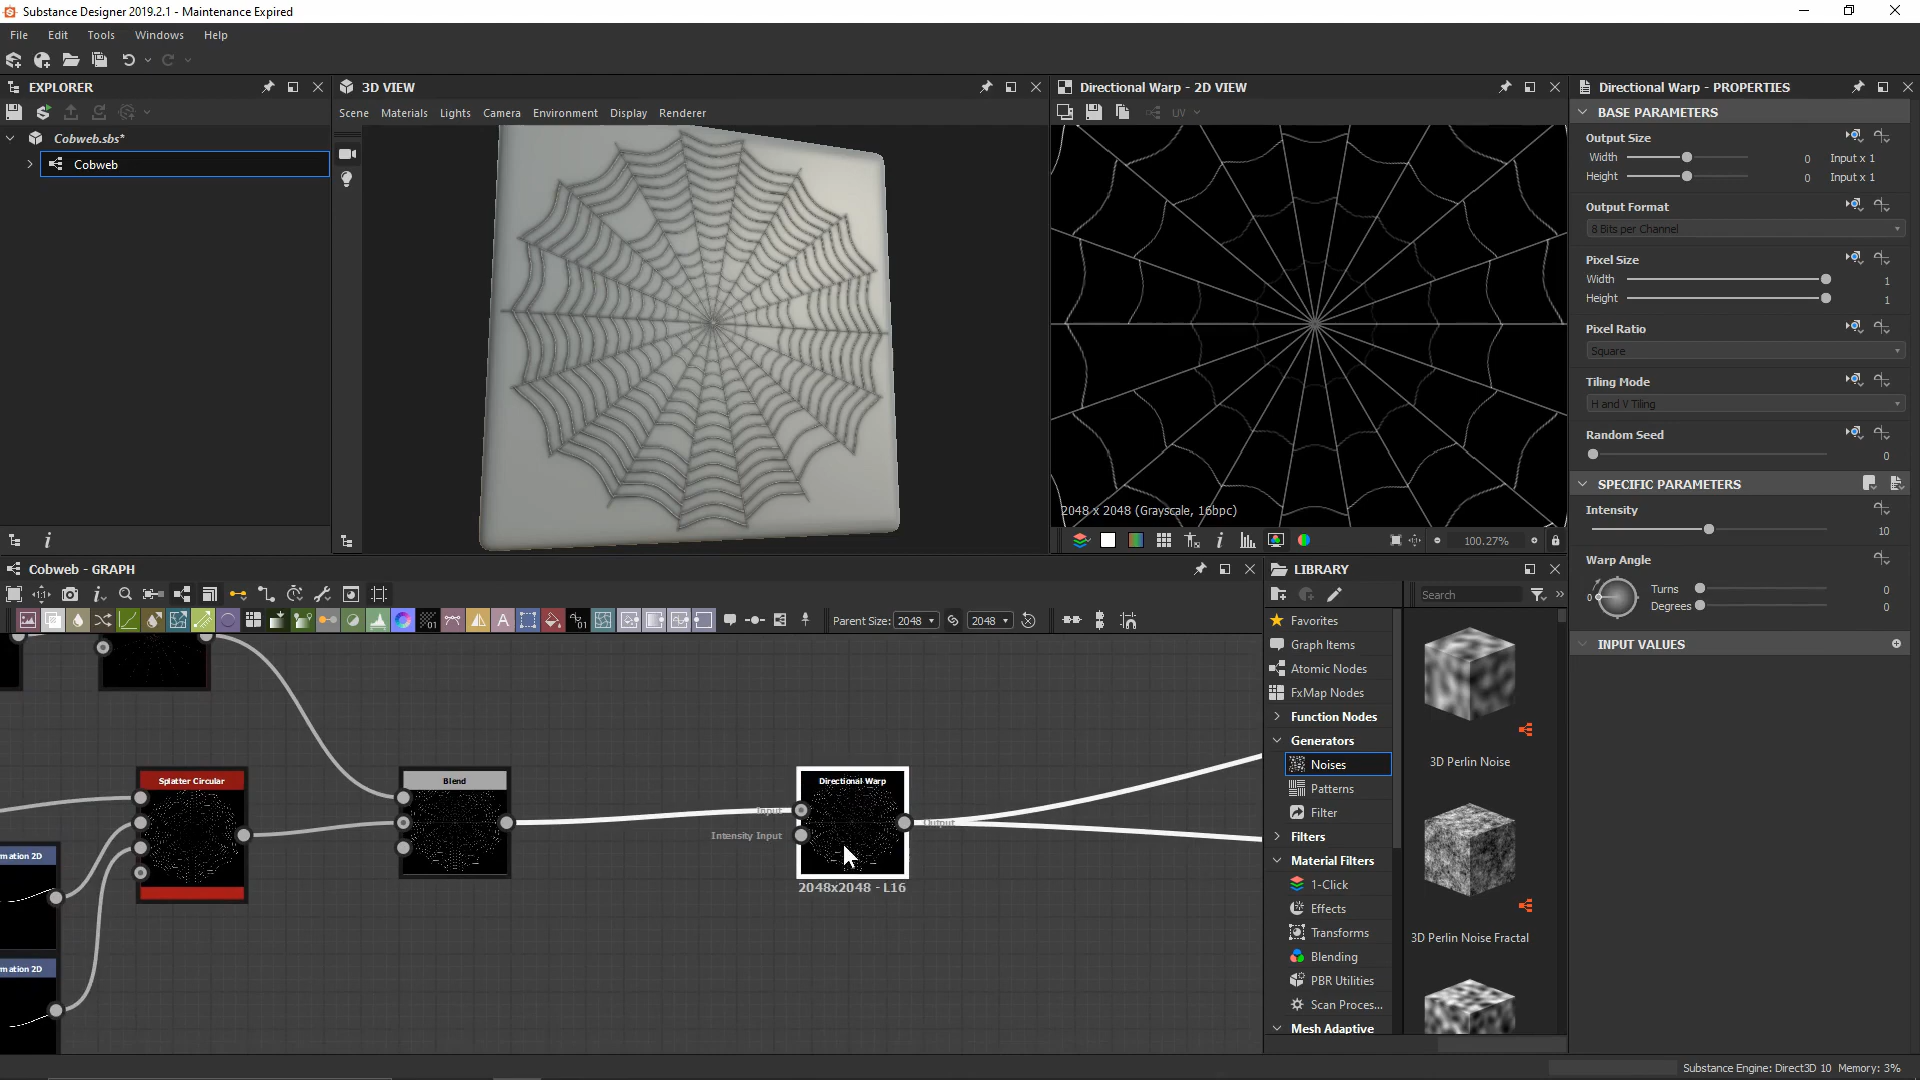 Substance Designer 2019.2.1 - Maintenance Expired
File Edit Tools Windows Help
EXPLORER
Cobweb.sbs*
Cobweb
3D VIEW
Scene Materials Lights Camera Environment Display Renderer
Directional Warp - 2D VIEW
UV
2048 x 2048 (Grayscale, 16bpc)
100.27%
Directional Warp - PROPERTIES
BASE PARAMETERS
Output Size
Width 0 Input x 1
Height 0 Input x 1
Output Format
8 Bits per Channel
Pixel Size
Width 1
Height 1
Pixel Ratio
Square
Tiling Mode
H and V Tiling
Random Seed
0
SPECIFIC PARAMETERS
Intensity
10
Warp Angle
0 Turns 0
Degrees 0
INPUT VALUES
Cobweb - GRAPH
Parent Size: 2048 2048
Splatter Circular
Blend
Directional Warp
Input
Intensity Input
Output
2048x2048 - L16
mation 2D
mation 2D
LIBRARY
Search
Favorites
Graph Items
Atomic Nodes
FxMap Nodes
Function Nodes
Generators
Noises
Patterns
Filter
Filters
Material Filters
1-Click
Effects
Transforms
Blending
PBR Utilities
Scan Proces...
Mesh Adaptive
3D Perlin Noise
3D Perlin Noise Fractal
Substance Engine: Direct3D 10 Memory: 3%